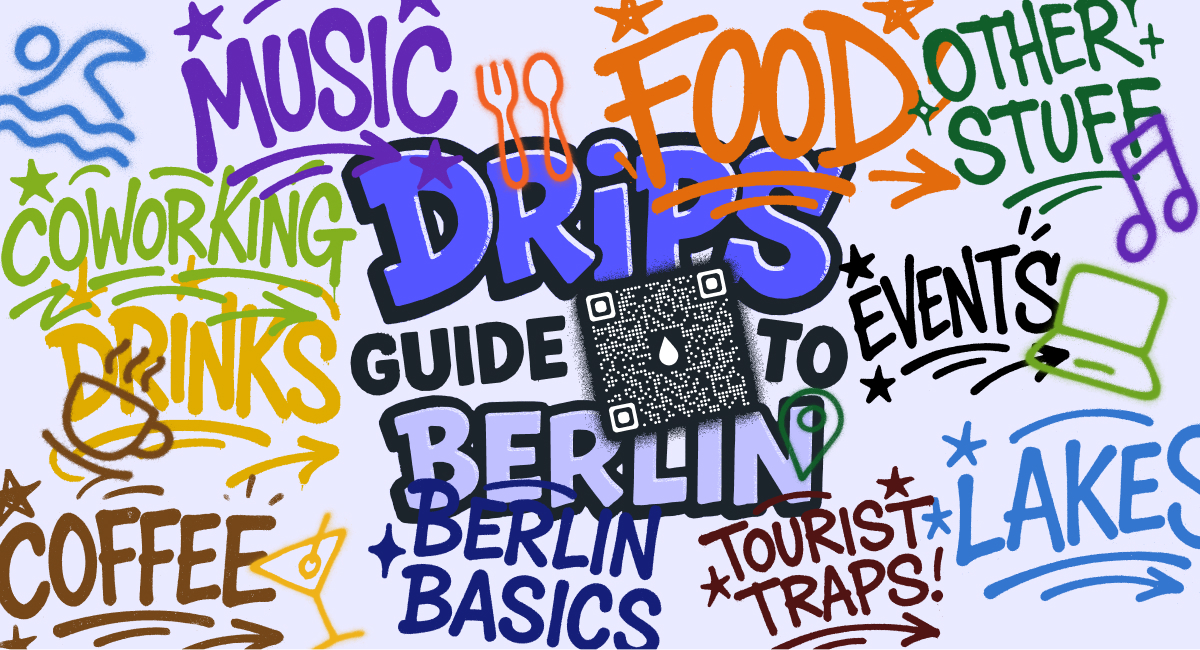 MUSIC
FOOD
OTHER
STUFF
COWORKING
DRiPS
EVENTS
DRINKS
GUIDE TO
BERLIN
COFFEE
BERLIN
BASICS
TOURIST
TRAPS!
LAKES